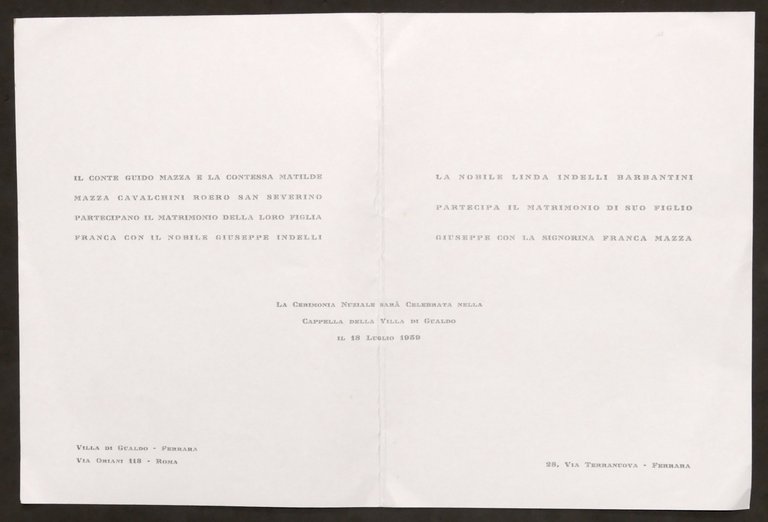 IL CONTE GUIDO MAZZA E LA CONTESSA MATILDE
MAZZA CAVALCHINI ROERO SAN SEVERINO
PARTECIPANO IL MATRIMONIO DELLA LORO FIGLIA
FRANCA CON IL NOBILE GIUSEPPE INDELLI
LA NOBILE LINDA INDELLI BARBANTINI
PARTECIPA IL MATRIMONIO DI SUO FIGLIO
GIUSEPPE CON LA SIGNORINA FRANCA MAZZA
La Cerimonia Nuziale sarà Celebrata nella
Cappella della Villa di Gualdo
il 18 Luglio 1959
Villa di Gualdo - Ferrara
Via Oriani 118 - Roma
28, Via Terranuova - Ferrara